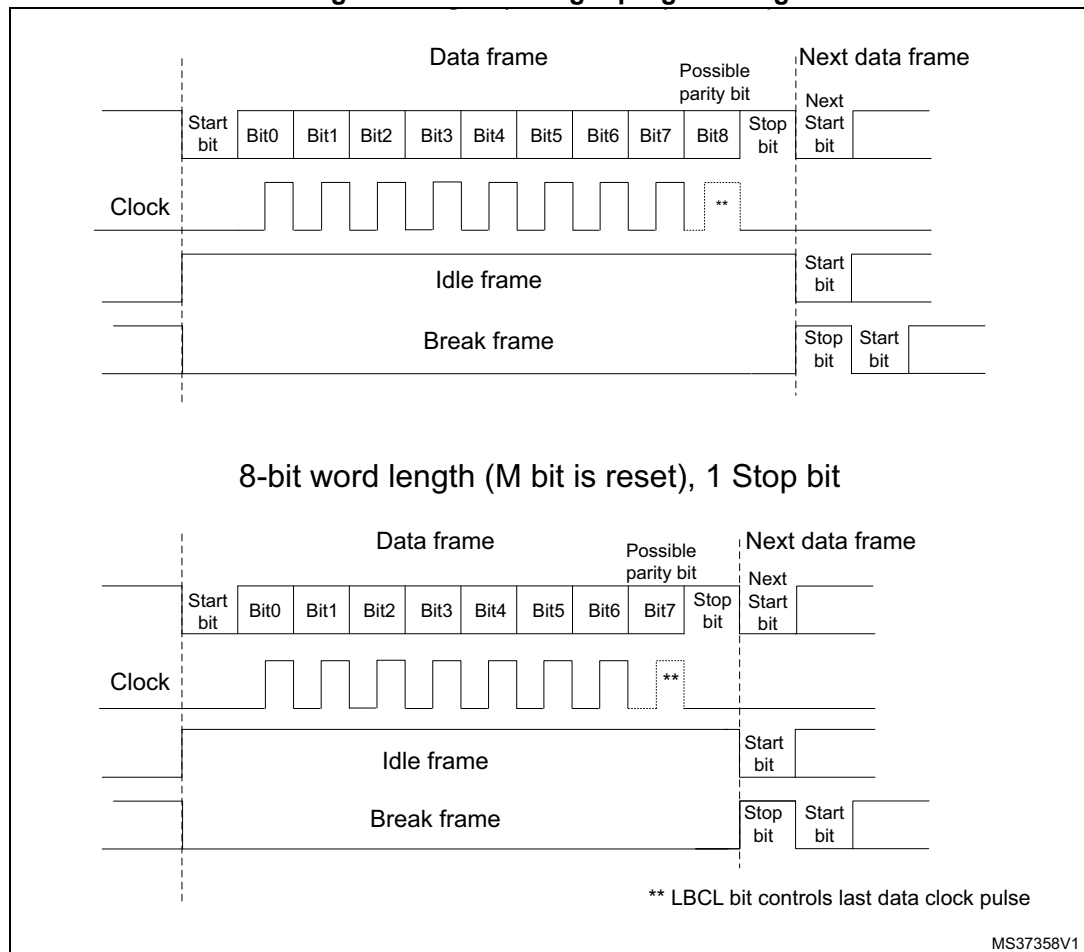 Data frame
Next data frame
Possible
parity bit
Next
Start
bit
Start
bit
Bit0
Bit1
Bit2
Bit3
Bit4
Bit5
Bit6
Bit7
Bit8
Stop
bit
Clock
**
Idle frame
Start
bit
Break frame
Stop
bit
Start
bit
8-bit word length (M bit is reset), 1 Stop bit
Data frame
Next data frame
Possible
parity bit
Next
Start
bit
Start
bit
Bit0
Bit1
Bit2
Bit3
Bit4
Bit5
Bit6
Bit7
Stop
bit
Clock
**
Idle frame
Start
bit
Break frame
Stop
bit
Start
bit
** LBCL bit controls last data clock pulse
MS37358V1